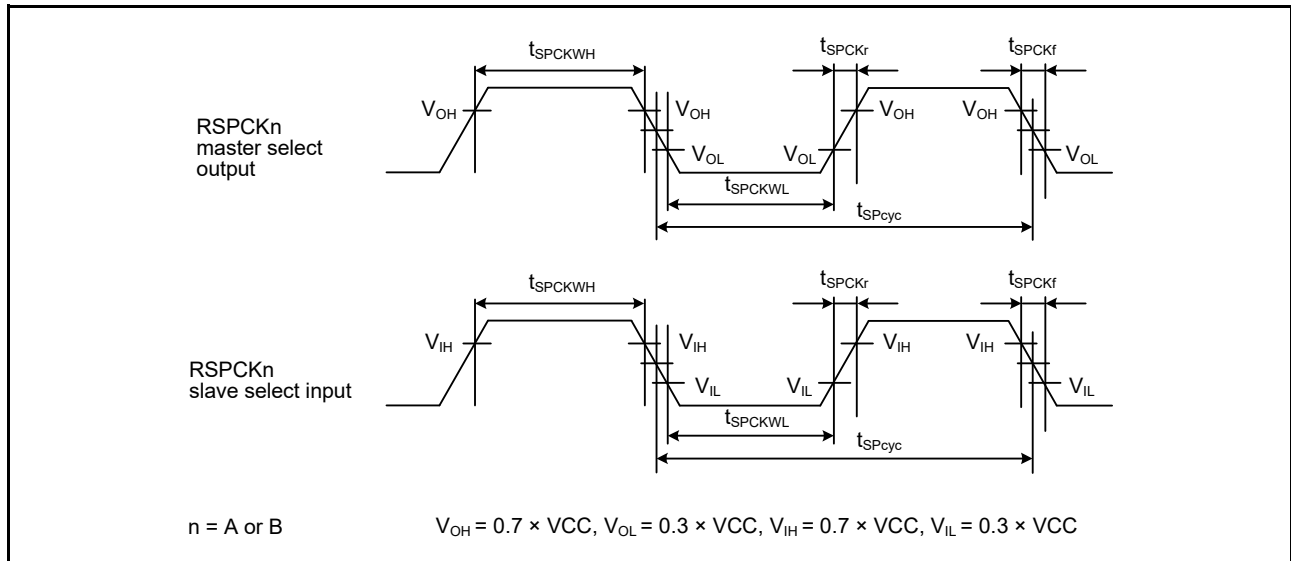 tSPCKWH tSPCKr tSPCKf
VOH VOH VOH VOH
RSPCKn
master select
output
VOL VOL VOL
tSPCKWL
tSPcyc
tSPCKWH tSPCKr tSPCKf
VIH VIH VIH VIH
RSPCKn
slave select input
VIL VIL VIL
tSPCKWL
tSPcyc
n = A or B VOH = 0.7 × VCC, VOL = 0.3 × VCC, VIH = 0.7 × VCC, VIL = 0.3 × VCC